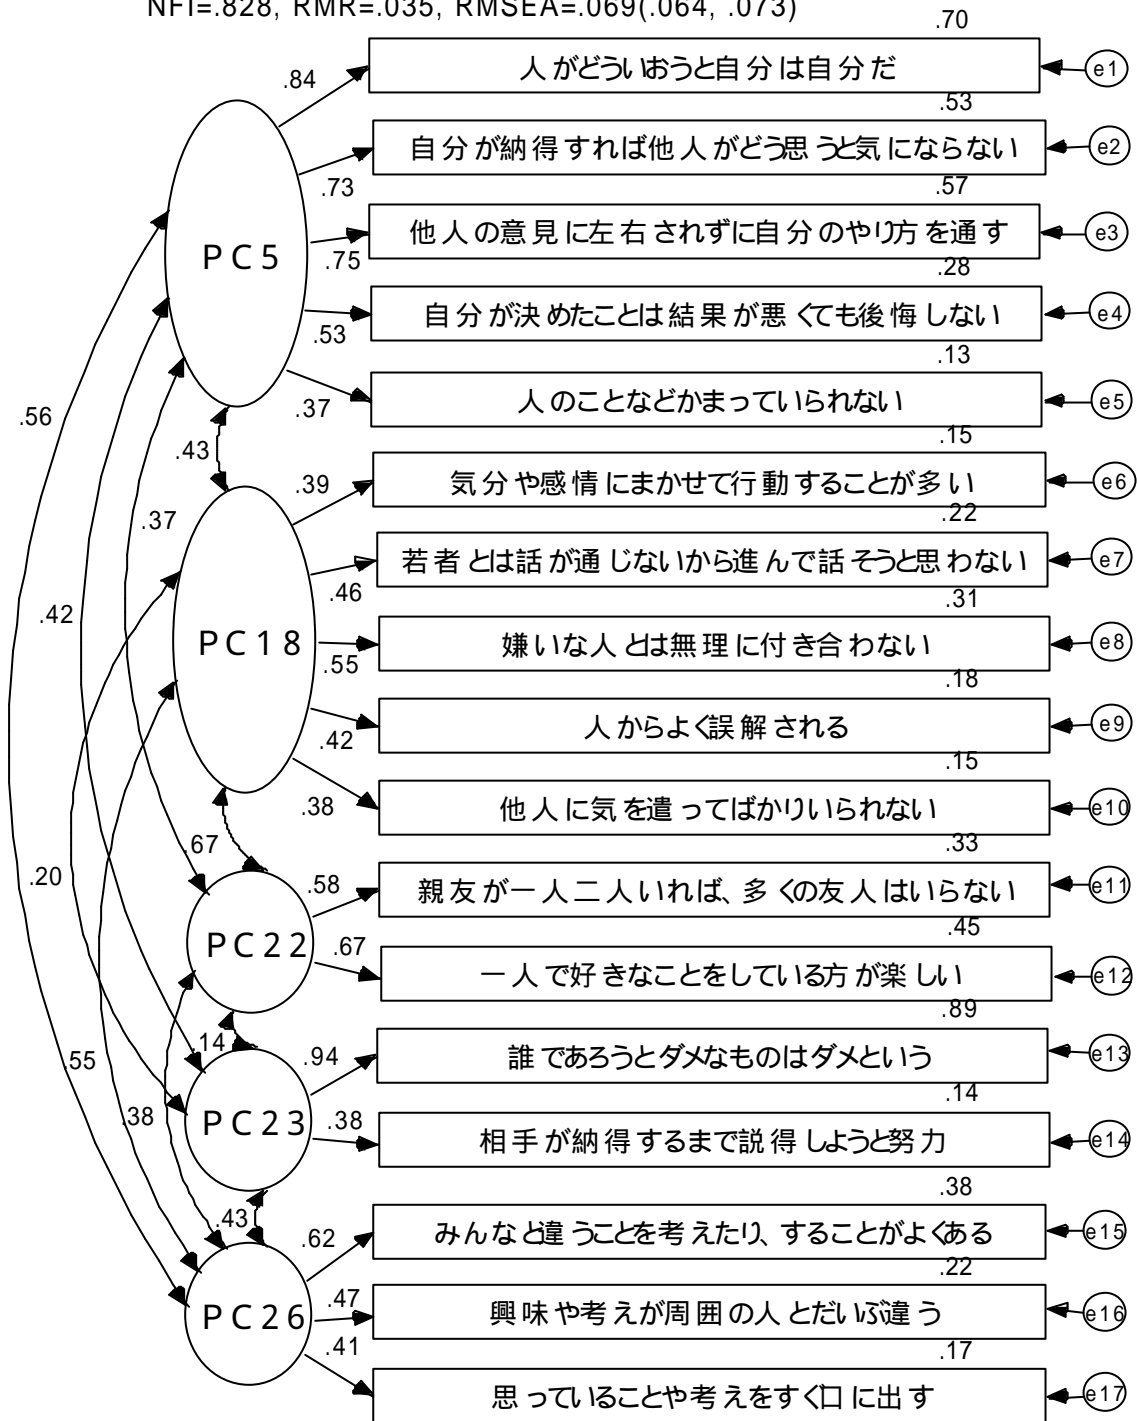 NFI=.828, RMR=.035, RMSEA=.069(.064, .073)
.70
人がどういおうと自分は自分だ
e1
.84
.53
自分が納得すれば他人がどう思うと気にならない
e2
.73
.57
他人の意見に左右されずに自分のやり方を通す
e3
PC5
.75
.28
自分が決めたことは結果が悪くても後悔しない
e4
.53
.13
人のことなどかまっていられない
e5
.37
.56
.43
.15
気分や感情にまかせて行動することが多い
e6
.39
.37
.22
若者とは話が通じないから進んで話そうと思わない
e7
.46
.42
.31
嫌いな人とは無理に付き合わない
e8
PC18
.55
.18
人からよく誤解される
e9
.42
.15
他人に気を遣ってばかりいられない
e10
.38
.67
.20
.33
親友が一人二人いれば、多くの友人はいらない
e11
.58
PC22
.45
一人で好きなことをしている方が楽しい
e12
.67
.14
.89
誰であろうとダメなものはダメという
e13
.94
.55
.38
PC23
.14
相手が納得するまで説得しようと努力
e14
.38
.43
.38
みんなと違うことを考えたり、することがよくある
e15
.62
.22
興味や考えが周囲の人とだいぶ違う
e16
.47
PC26
.41
.17
思っていることや考えをすぐ口に出す
e17